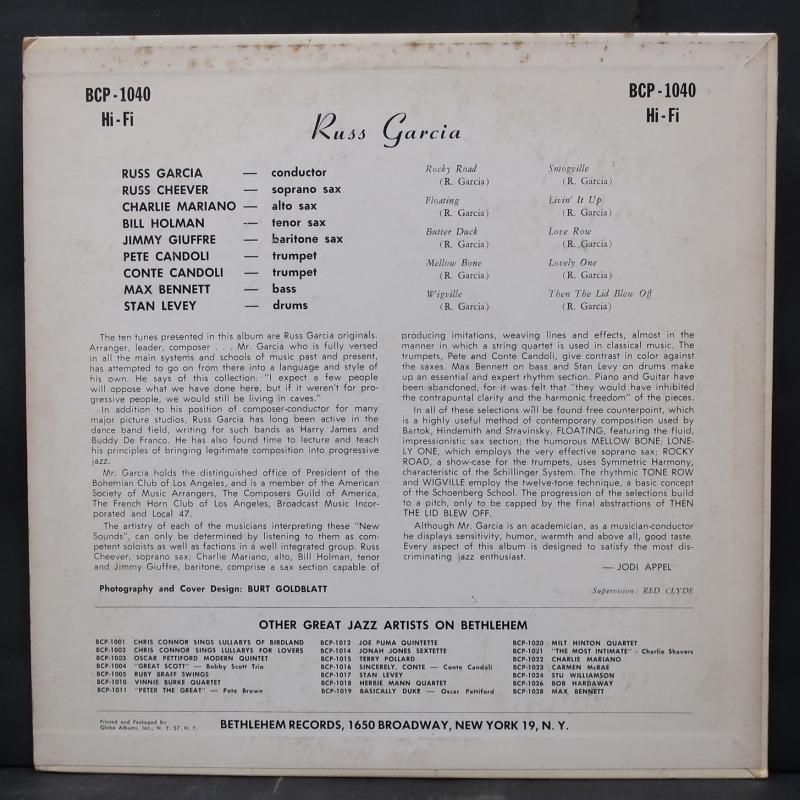 BCP - 1040
Hi - Fi
BCP - 1040
Hi - Fi
Russ Garcia
RUSS GARCIA — conductor
RUSS CHEEVER — soprano sax
CHARLIE MARIANO — alto sax
BILL HOLMAN — tenor sax
JIMMY GIUFFRE — baritone sax
PETE CANDOLI — trumpet
CONTE CANDOLI — trumpet
MAX BENNETT — bass
STAN LEVEY — drums
Rocky Road
(R. Garcia)
Floating
(R. Garcia)
Butter Duck
(R. Garcia)
Mellow Bone
(R. Garcia)
Wigville
(R. Garcia)
Smogville
(R. Garcia)
Livin' It Up
(R. Garcia)
Love Row
(R. Garcia)
Lovely One
(R. Garcia)
Then The Lid Blew Off
(R. Garcia)
The ten tunes presented in this album are Russ Garcia originals.
Arranger, leader, composer . . . Mr. Garcia who is fully versed
in all the main systems and schools of music past and present,
has attempted to go on from there into a language and style of
his own. He says of this collection: "I expect a few people
will oppose what we have done here, but if it weren't for pro-
gressive people, we would still be living in caves."
In addition to his position of composer-conductor for many
major picture studios, Russ Garcia has long been active in the
dance band field, writing for such bands as Harry James and
Buddy De Franco. He has also found time to lecture and teach
his principles of bringing legitimate composition into progressive
jazz.
Mr. Garcia holds the distinguished office of President of the
Bohemian Club of Los Angeles, and is a member of the American
Society of Music Arrangers, The Composers Guild of America,
The French Horn Club of Los Angeles, Broadcast Music Incor-
porated and Local 47.
The artistry of each of the musicians interpreting these "New
Sounds", can only be determined by listening to them as com-
petent soloists as well as factions in a well integrated group. Russ
Cheever, soprano sax; Charlie Mariano, alto, Bill Holman, tenor
and Jimmy Giuffre, baritone, comprise a sax section capable of
producing imitations, weaving lines and effects, almost in the
manner in which a string quartet is used in classical music. The
trumpets, Pete and Conte Candoli, give contrast in color against
the saxes. Max Bennett on bass and Stan Levy on drums make
up an essential and expert rhythm section. Piano and Guitar have
been abandoned, for it was felt that "they would have inhibited
the contrapuntal clarity and the harmonic freedom" of the pieces.
In all of these selections will be found free counterpoint, which
is a highly useful method of contemporary composition used by
Bartok, Hindemith and Stravinsky. FLOATING, featuring the fluid,
impressionistic sax section; the humorous MELLOW BONE; LONE-
LY ONE, which employs the very effective soprano sax; ROCKY
ROAD, a show-case for the trumpets, uses Symmetric Harmony,
characteristic of the Schillinger System. The rhythmic TONE ROW
and WIGVILLE employ the twelve-tone technique, a basic concept
of the Schoenberg School. The progression of the selections build
to a pitch, only to be capped by the final abstractions of THEN
THE LID BLEW OFF.
Although Mr. Garcia is an academician, as a musician-conductor
he displays sensitivity, humor, warmth and above all, good taste.
Every aspect of this album is designed to satisfy the most dis-
criminating jazz enthusiast.
— JODI APPEL
Photography and Cover Design: BURT GOLDBLATT
Supervision: RED CLYDE
OTHER GREAT JAZZ ARTISTS ON BETHLEHEM
BCP-1001 CHRIS CONNOR SINGS LULLABYS OF BIRDLAND
BCP-1002 CHRIS CONNOR SINGS LULLABYS FOR LOVERS
BCP-1003 OSCAR PETTIFORD MODERN QUINTET
BCP-1004 "GREAT SCOTT" — Bobby Scott Trio
BCP-1005 RUBY BRAFF SWINGS
BCP-1010 VINNIE BURKE QUARTET
BCP-1011 "PETER THE GREAT" — Pete Brown
BCP-1012 JOE PUMA QUINTETTE
BCP-1014 JONAH JONES SEXTETTE
BCP-1015 TERRY POLLARD
BCP-1016 SINCERELY, CONTE — Conte Candoli
BCP-1017 STAN LEVEY
BCP-1018 HERBIE MANN QUARTET
BCP-1019 BASICALLY DUKE — Oscar Pettiford
BCP-1020 MILT HINTON QUARTET
BCP-1021 "THE MOST INTIMATE" - Charlie Shavers
BCP-1022 CHARLIE MARIANO
BCP-1023 CARMEN McRAE
BCP-1024 STU WILLIAMSON
BCP-1026 BOB HARDAWAY
BCP-1028 MAX BENNETT
Printed and Packaged by
Globe Albums, Inc., N. Y. 57, N. Y.
BETHLEHEM RECORDS, 1650 BROADWAY, NEW YORK 19, N. Y.